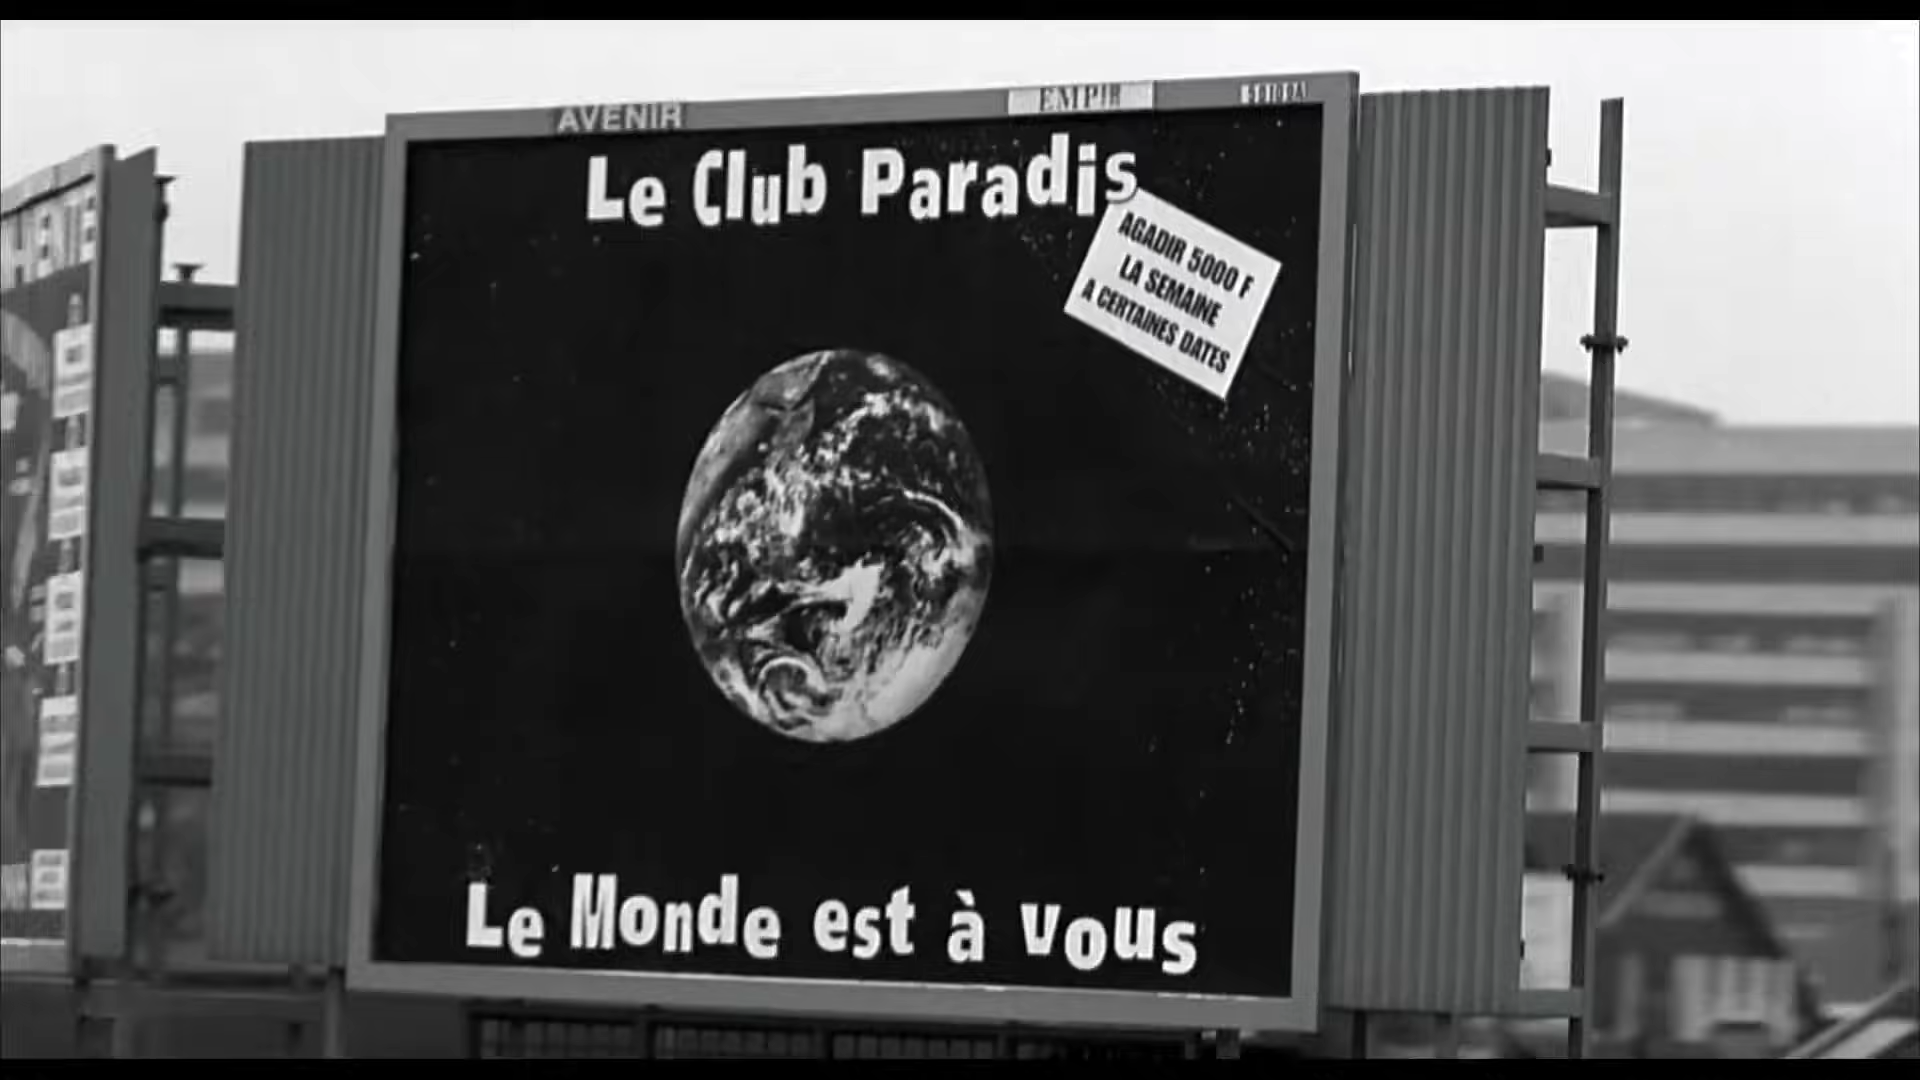 AVENIR
Le Club Paradis
AGADIR 5000 F
LA SEMAINE
A CERTAINES DATES
Le Monde est à vous